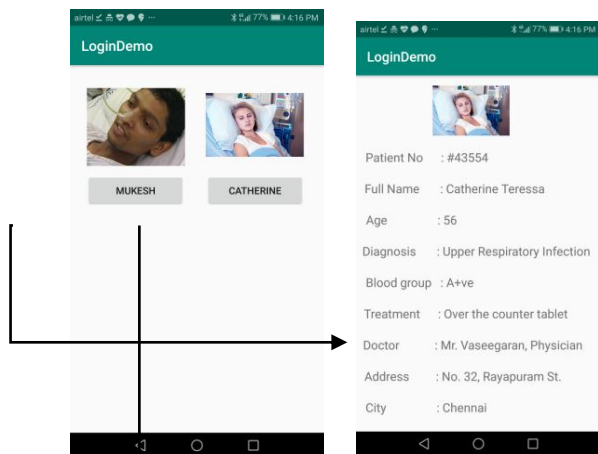 airtel 77% 4:16 PM
LoginDemo
MUKESH CATHERINE
airtel 77% 4:16 PM
LoginDemo
Patient No : #43554
Full Name : Catherine Teressa
Age : 56
Diagnosis : Upper Respiratory Infection
Blood group : A+ve
Treatment : Over the counter tablet
Doctor : Mr. Vaseegaran, Physician
Address : No. 32, Rayapuram St.
City : Chennai